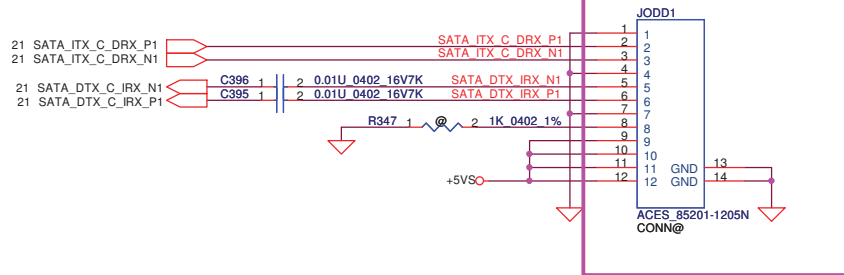 JODD1
21 SATA_ITX_C_DRX_P1 SATA_ITX_C_DRX_P1 1 1
21 SATA_ITX_C_DRX_N1 SATA_ITX_C_DRX_N1 2 2
3 3
4 4
21 SATA_DTX_C_IRX_N1 C396 1 2 0.01U_0402_16V7K SATA_DTX_IRX_N1 5 5
21 SATA_DTX_C_IRX_P1 C395 1 2 0.01U_0402_16V7K SATA_DTX_IRX_P1 6 6
7 7
R347 1 @ 2 1K_0402_1% 8 8
9 9
10 10
11 11 GND 13
+5VS 12 12 GND 14
ACES_85201-1205N
CONN@